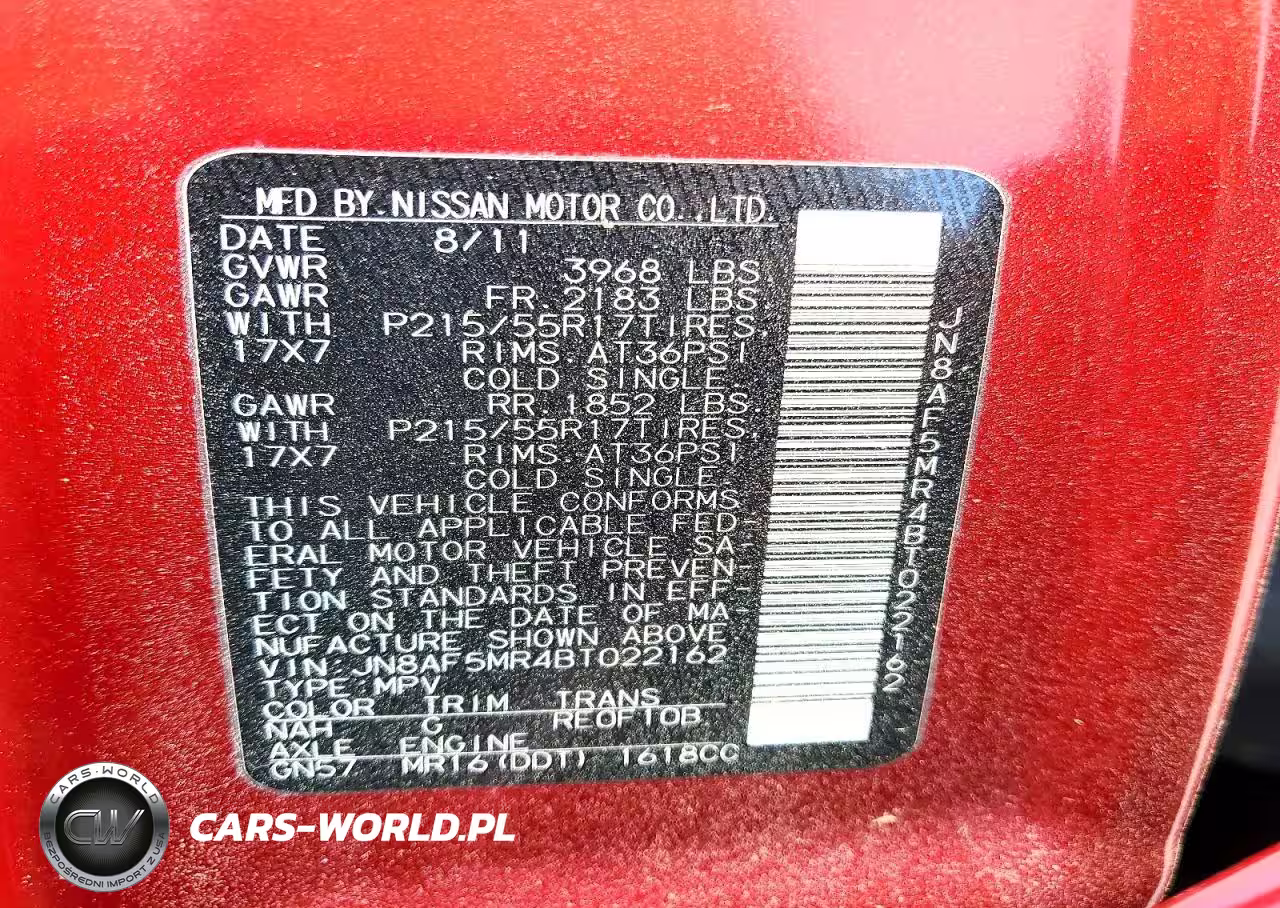 MFD BY NISSAN MOTOR CO.,LTD.
DATE 8/11
GVWR 3968 LBS
GAWR FR. 2183 LBS
WITH P215/55R17TIRES.
17X7 RIMS. AT36PSI
COLD SINGLE
GAWR RR. 1852 LBS
WITH P215/55R17TIRES.
17X7 RIMS. AT36PSI
COLD SINGLE
THIS VEHICLE CONFORMS
TO ALL APPLICABLE FED-
ERAL MOTOR VEHICLE SA-
FETY AND THEFT PREVEN-
TION STANDARDS IN EFF-
ECT ON THE DATE OF MA-
NUFACTURE SHOWN ABOVE
VIN: JN8AF5MR4BT022162
TYPE:MPV
COLOR TRIM TRANS
NAH G RE0F10B
AXLE ENGINE
GN57 MR16(DDT) 1618CC
JN8AF5MR4BT022162
CARS-WORLD
CW
BEZPOŚREDNI IMPORT Z USA
CARS-WORLD.PL